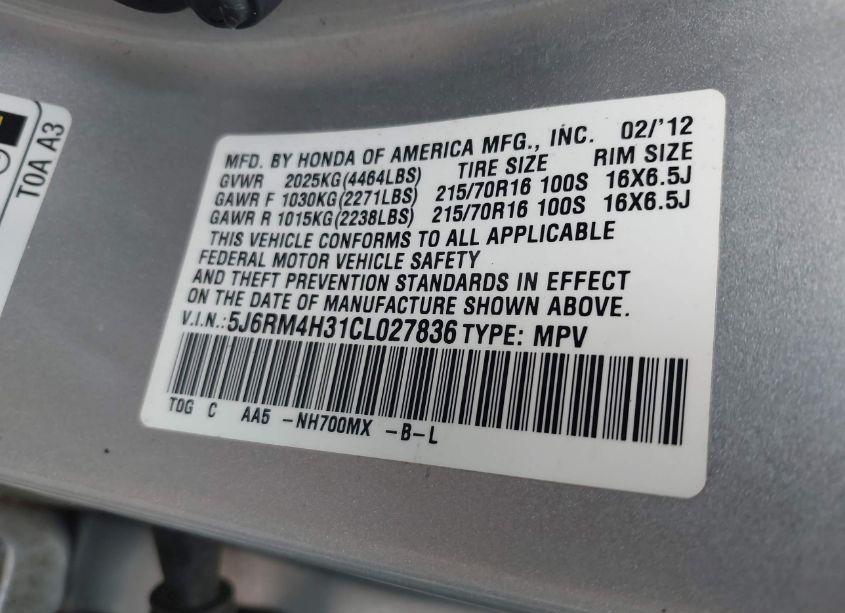 TOA A3
MFD. BY HONDA OF AMERICA MFG., INC. 02/'12
GVWR 2025KG(4464LBS) TIRE SIZE RIM SIZE
GAWR F 1030KG(2271LBS) 215/70R16 100S 16X6.5J
GAWR R 1015KG(2238LBS) 215/70R16 100S 16X6.5J
THIS VEHICLE CONFORMS TO ALL APPLICABLE
FEDERAL MOTOR VEHICLE SAFETY
AND THEFT PREVENTION STANDARDS IN EFFECT
ON THE DATE OF MANUFACTURE SHOWN ABOVE.
V.I.N.:5J6RM4H31CL027836 TYPE: MPV
TOG C AA5 -NH700MX -B-L